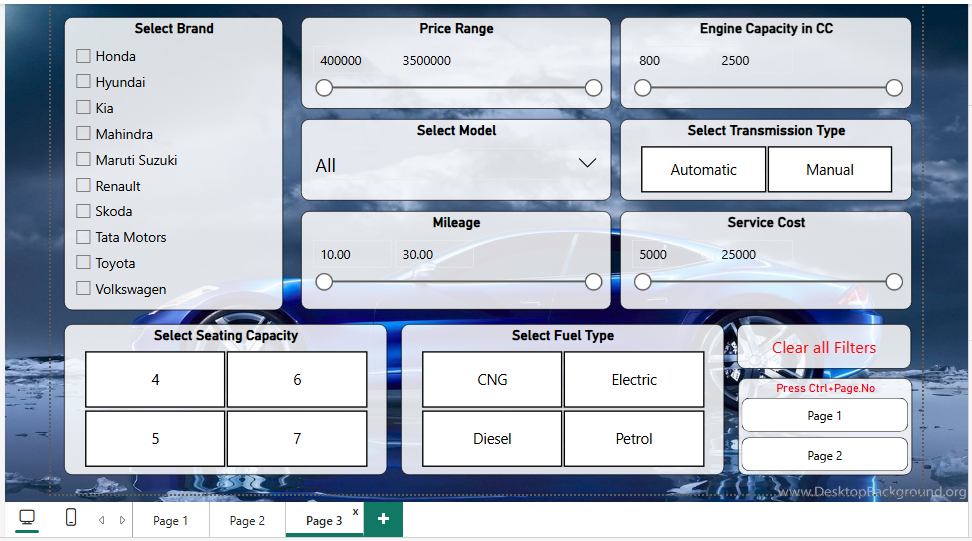 Select Brand
Honda
Hyundai
Kia
Mahindra
Maruti Suzuki
Renault
Skoda
Tata Motors
Toyota
Volkswagen
Price Range
400000 3500000
Engine Capacity in CC
800 2500
Select Model
All
Select Transmission Type
Automatic Manual
Mileage
10.00 30.00
Service Cost
5000 25000
Select Seating Capacity
4 6
5 7
Select Fuel Type
CNG Electric
Diesel Petrol
Clear all Filters
Press Ctrl+Page.No
Page 1
Page 2
www.DesktopBackground.org
Page 1 Page 2 Page 3 x +